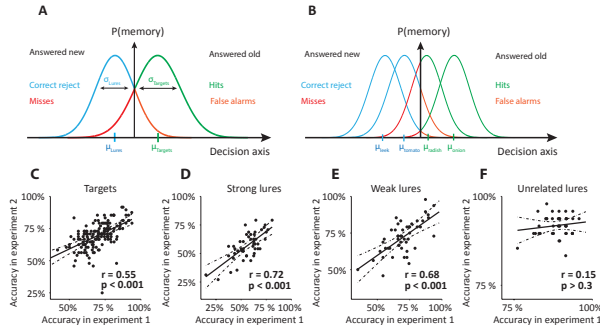 A
P(memory)
Answered new
Answered old
σLures
σTargets
Correct reject
Hits
Misses
False alarms
μLures
μTargets
Decision axis
B
P(memory)
Answered new
Answered old
Correct reject
Hits
Misses
False alarms
μleek
μtomato
μradish
μonion
Decision axis
C
Targets
Accuracy in experiment 2
100%
75%
50%
25%
r = 0.55
p < 0.001
50%
75%
100%
Accuracy in experiment 1
D
Strong lures
Accuracy in experiment 2
100%
75%
50%
25%
r = 0.72
p < 0.001
25%
50%
75%
100%
Accuracy in experiment 1
E
Weak lures
Accuracy in experiment 2
100%
75%
50%
r = 0.68
p < 0.001
50%
75%
100%
Accuracy in experiment 1
F
Unrelated lures
Accuracy in experiment 2
100%
75 %
r = 0.15
p > 0.3
75%
100%
Accuracy in experiment 1